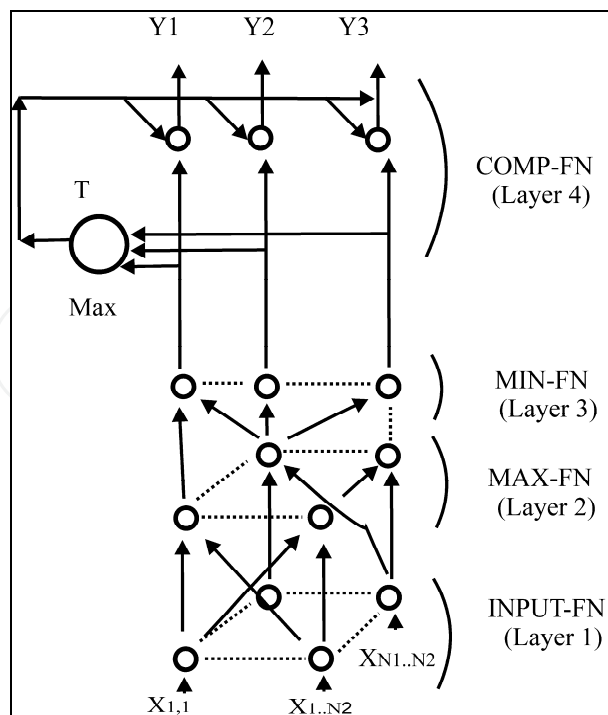 Y1 Y2 Y3
COMP-FN
(Layer 4)
T
Max
MIN-FN
(Layer 3)
MAX-FN
(Layer 2)
INPUT-FN
(Layer 1)
XN1..N2
X1,1 X1..N2